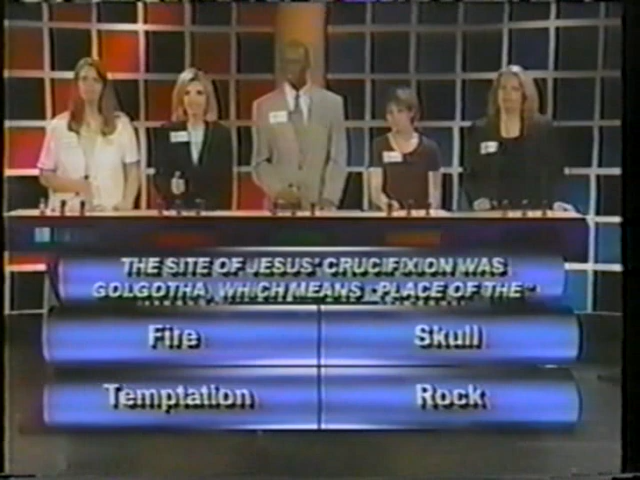 THE SITE OF JESUS' CRUCIFIXION WAS
GOLGOTHA, WHICH MEANS "PLACE OF THE"
Fire
Skull
Temptation
Rock